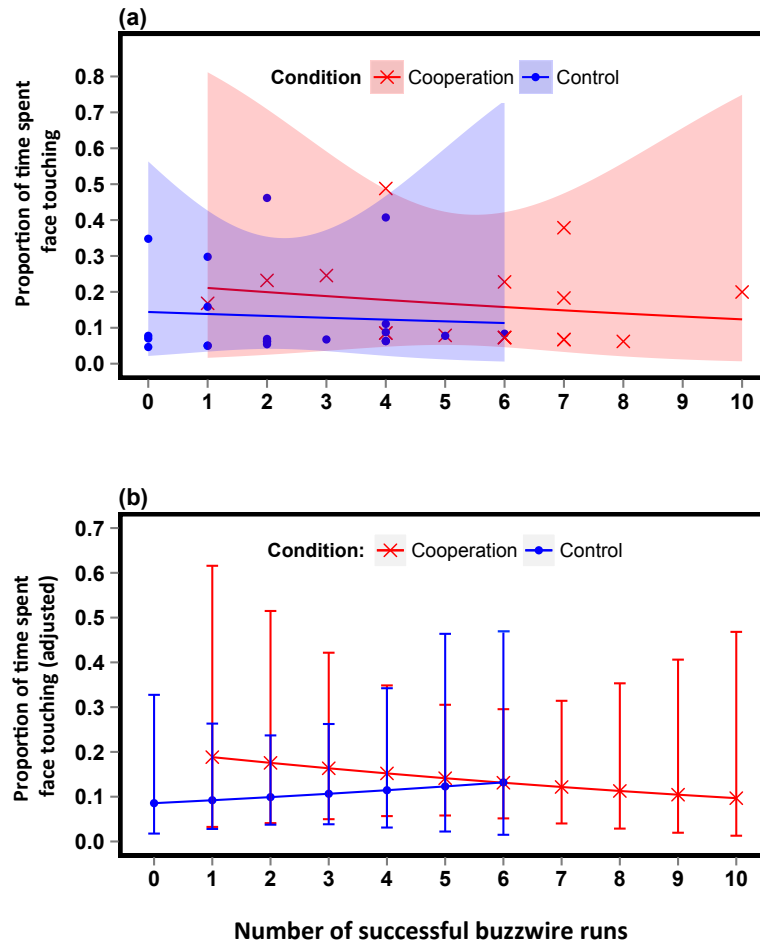 (a)
Condition Cooperation Control
Proportion of time spent
face touching
0.8
0.7
0.6
0.5
0.4
0.3
0.2
0.1
0.0
0 1 2 3 4 5 6 7 8 9 10
(b)
Condition: Cooperation Control
Proportion of time spent
face touching (adjusted)
0.7
0.6
0.5
0.4
0.3
0.2
0.1
0.0
0 1 2 3 4 5 6 7 8 9 10
Number of successful buzzwire runs